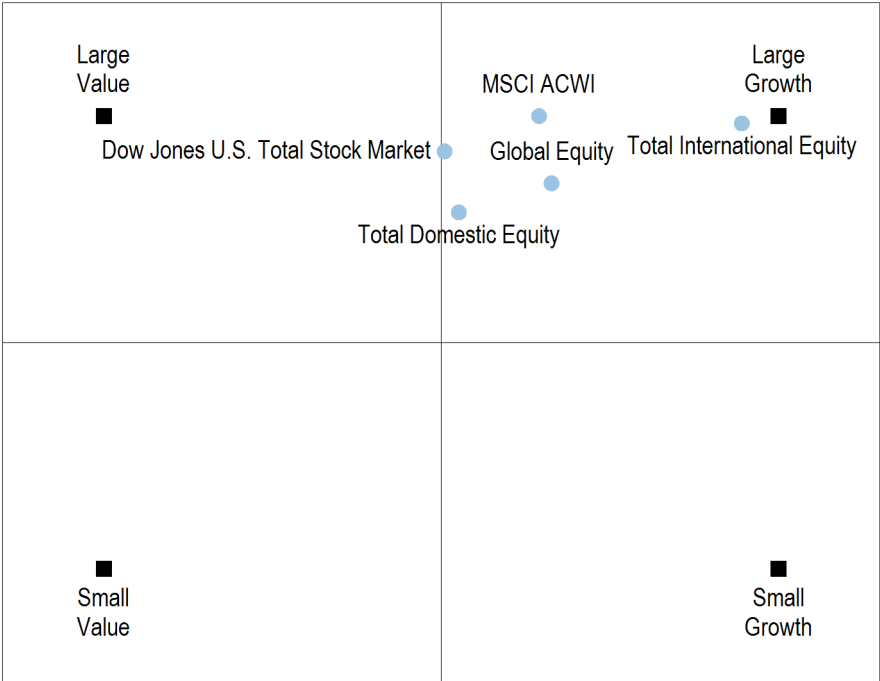 Large
Value
Large
Growth
MSCI ACWI
Dow Jones U.S. Total Stock Market
Global Equity
Total International Equity
Total Domestic Equity
Small
Value
Small
Growth